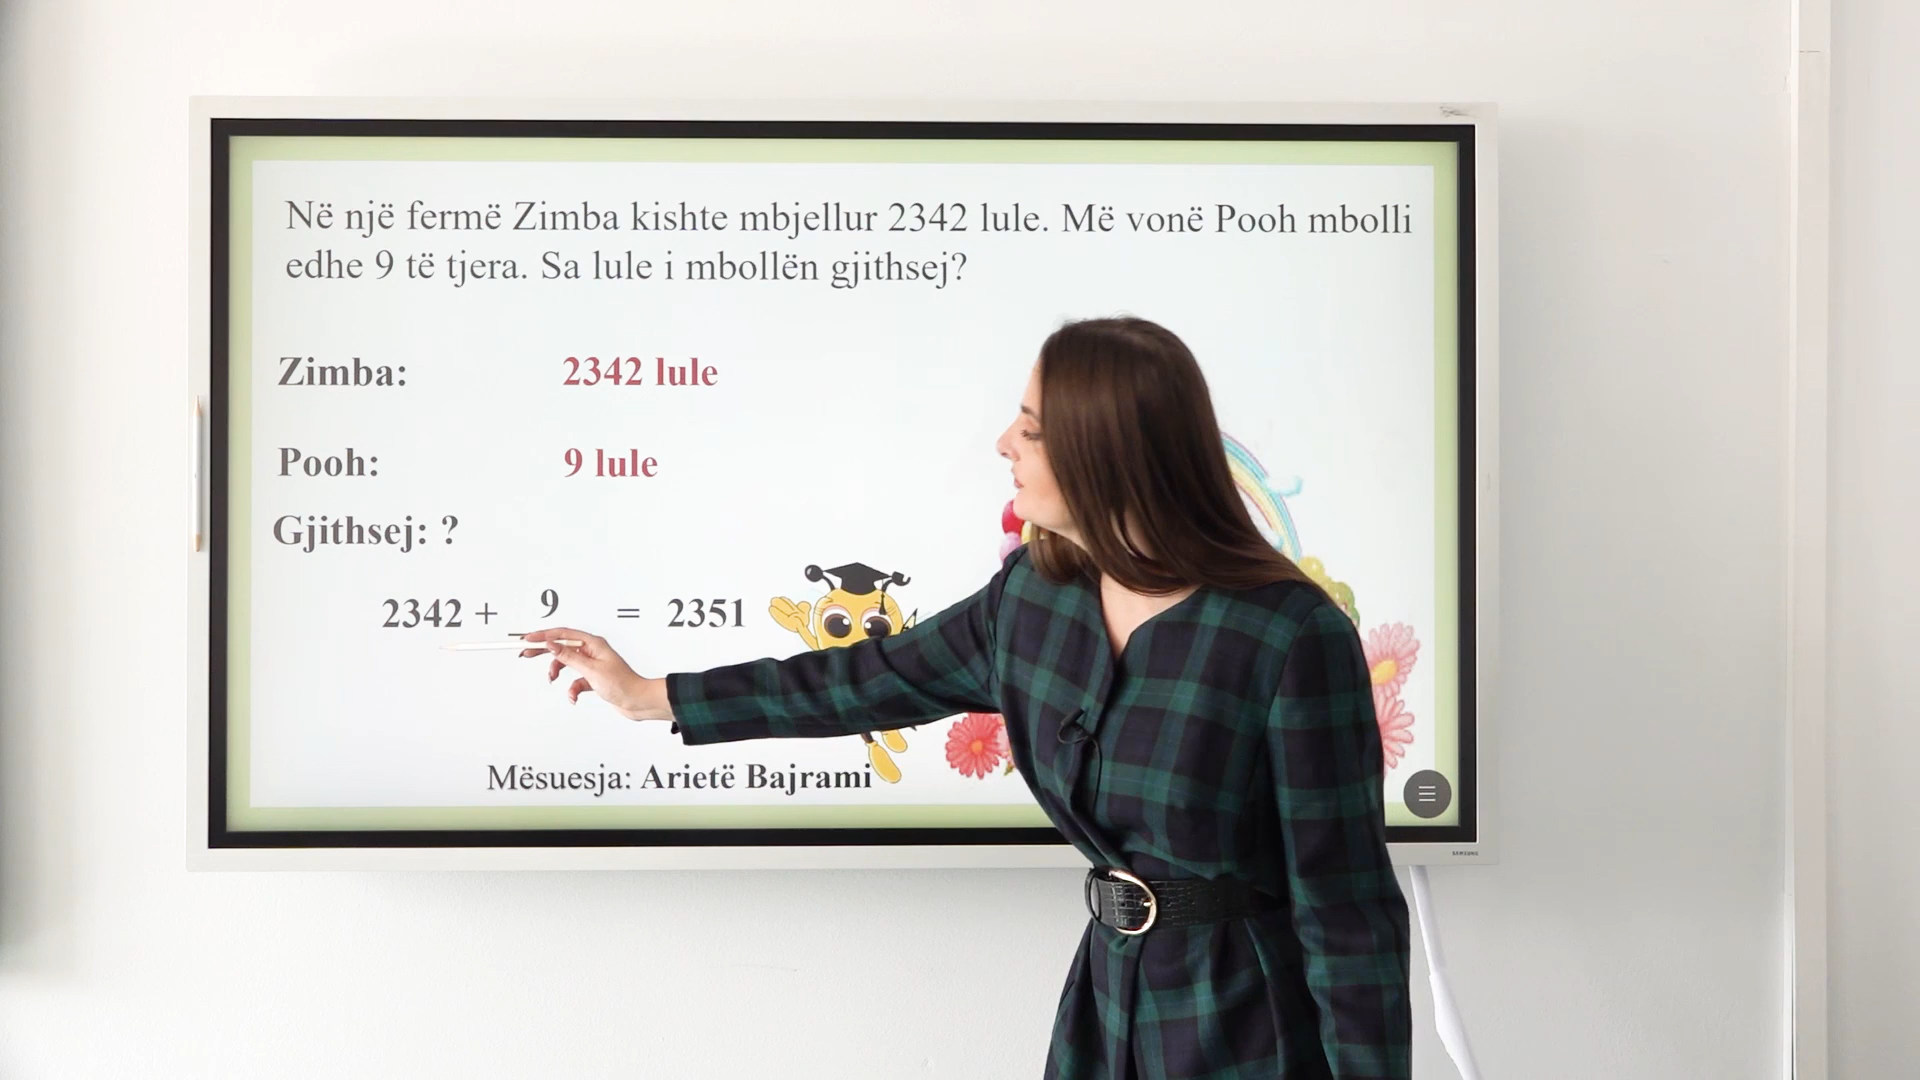 Në një fermë Zimba kishte mbjellur 2342 lule. Më vonë Pooh mbolli
edhe 9 të tjera. Sa lule i mbollën gjithsej?
Zimba: 2342 lule
Pooh: 9 lule
Gjithsej: ?
2342 + 9 = 2351
Mësuesja: Arietë Bajrami
SAMSUNG